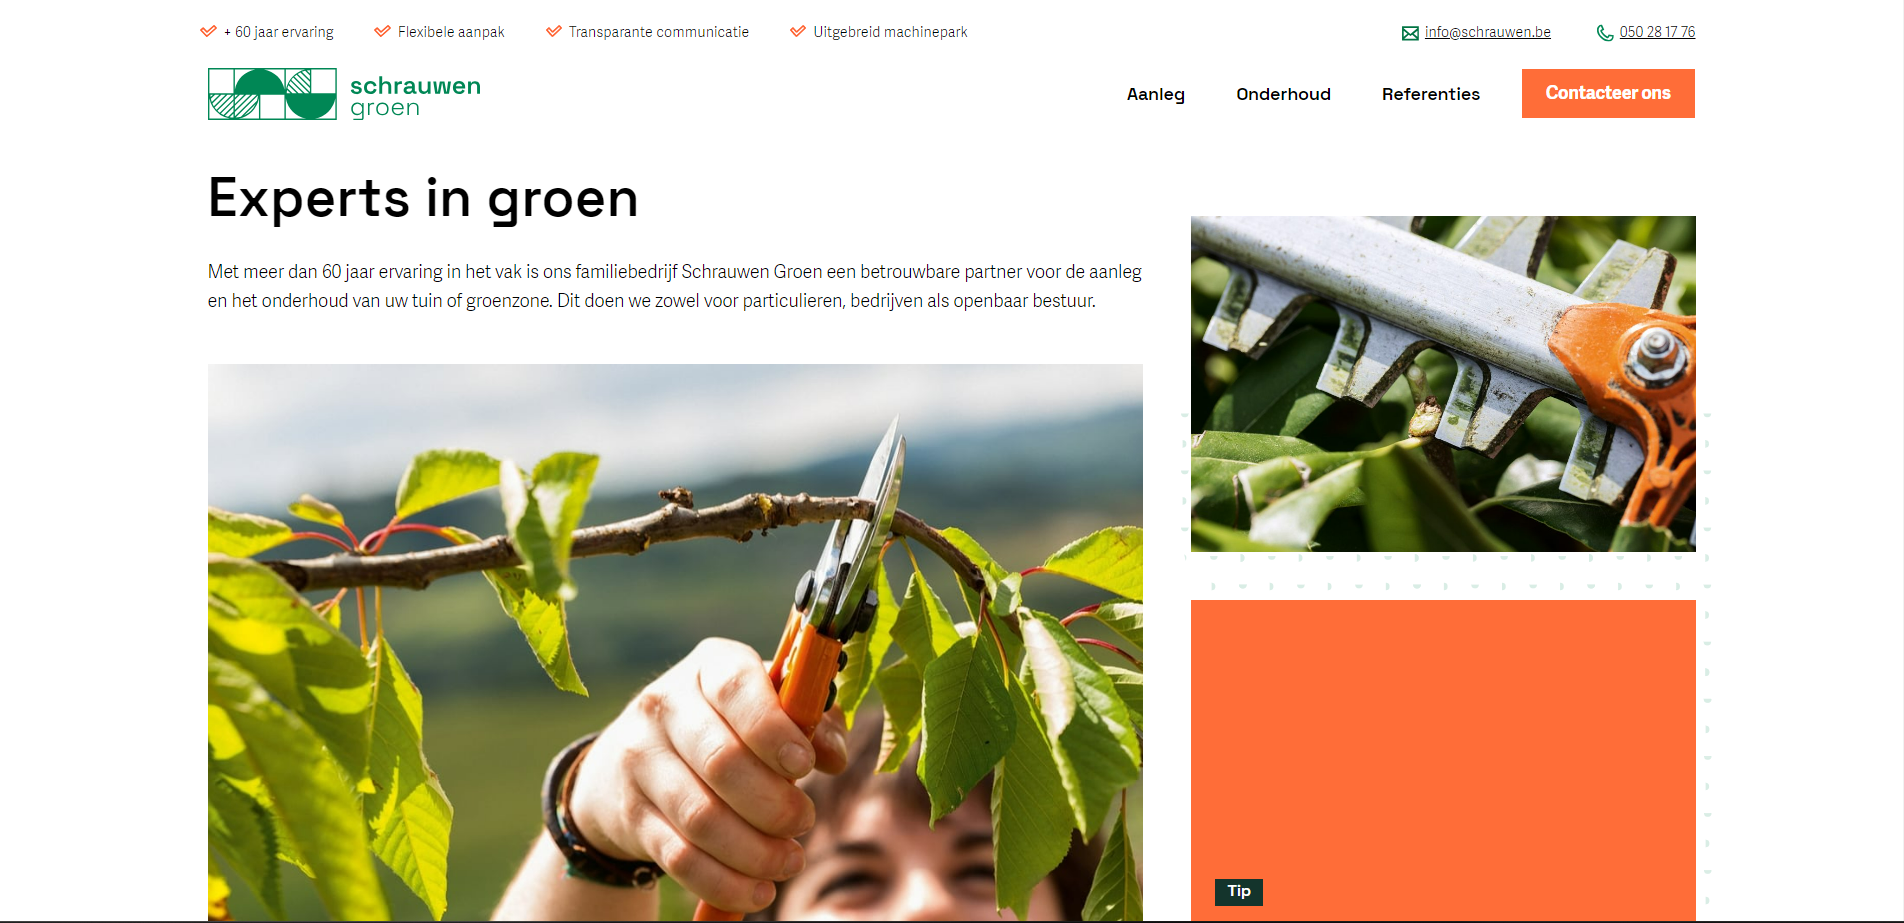 + 60 jaar ervaring
Flexibele aanpak
Transparante communicatie
Uitgebreid machinepark
info@schrauwen.be
050 28 17 76
schrauwen
groen
Aanleg
Onderhoud
Referenties
Contacteer ons
Experts in groen
Met meer dan 60 jaar ervaring in het vak is ons familiebedrijf Schrauwen Groen een betrouwbare partner voor de aanleg
en het onderhoud van uw tuin of groenzone. Dit doen we zowel voor particulieren, bedrijven als openbaar bestuur.
Tip